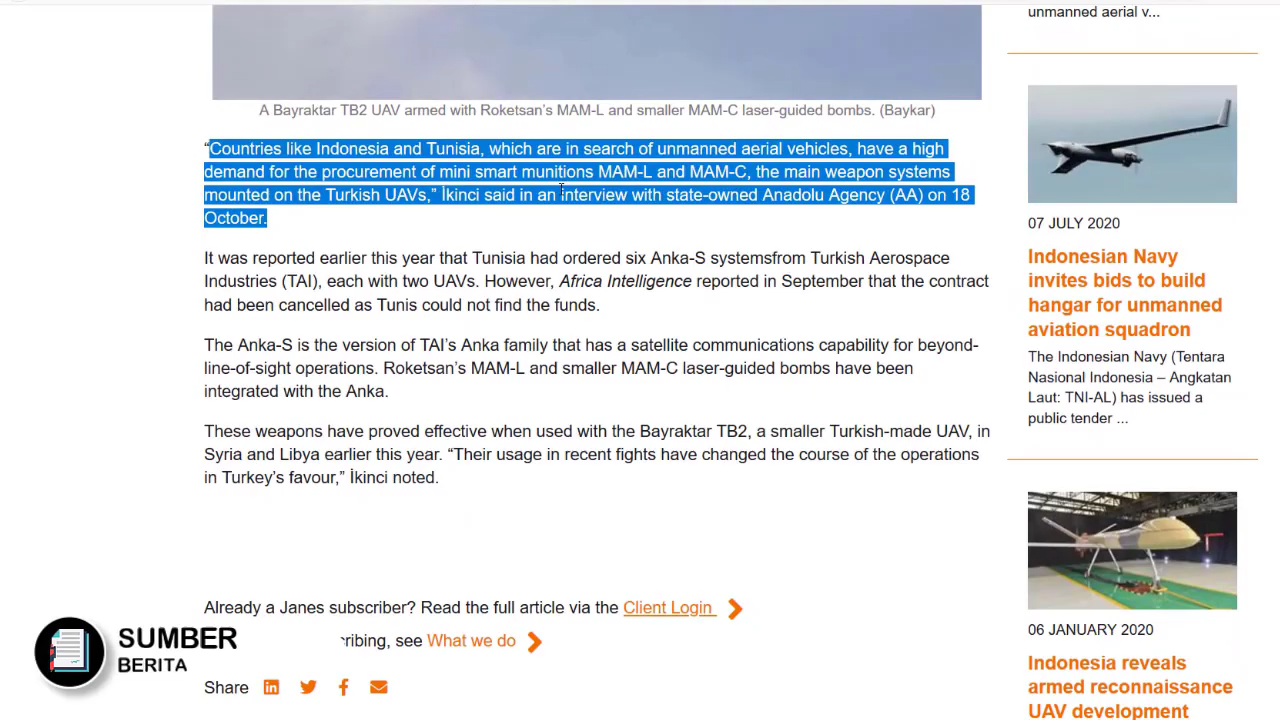 unmanned aerial v...
A Bayraktar TB2 UAV armed with Roketsan’s MAM-L and smaller MAM-C laser-guided bombs. (Baykar)
“Countries like Indonesia and Tunisia, which are in search of unmanned aerial vehicles, have a high
demand for the procurement of mini smart munitions MAM-L and MAM-C, the main weapon systems
mounted on the Turkish UAVs,” İkinci said in an interview with state-owned Anadolu Agency (AA) on 18
October.
It was reported earlier this year that Tunisia had ordered six Anka-S systemsfrom Turkish Aerospace
Industries (TAI), each with two UAVs. However, Africa Intelligence reported in September that the contract
had been cancelled as Tunis could not find the funds.
The Anka-S is the version of TAI’s Anka family that has a satellite communications capability for beyond-
line-of-sight operations. Roketsan’s MAM-L and smaller MAM-C laser-guided bombs have been
integrated with the Anka.
These weapons have proved effective when used with the Bayraktar TB2, a smaller Turkish-made UAV, in
Syria and Libya earlier this year. “Their usage in recent fights have changed the course of the operations
in Turkey’s favour,” İkinci noted.
Already a Janes subscriber? Read the full article via the Client Login
cribing, see What we do
Share
SUMBER
BERITA
07 JULY 2020
Indonesian Navy
invites bids to build
hangar for unmanned
aviation squadron
The Indonesian Navy (Tentara
Nasional Indonesia – Angkatan
Laut: TNI-AL) has issued a
public tender ...
06 JANUARY 2020
Indonesia reveals
armed reconnaissance
UAV development